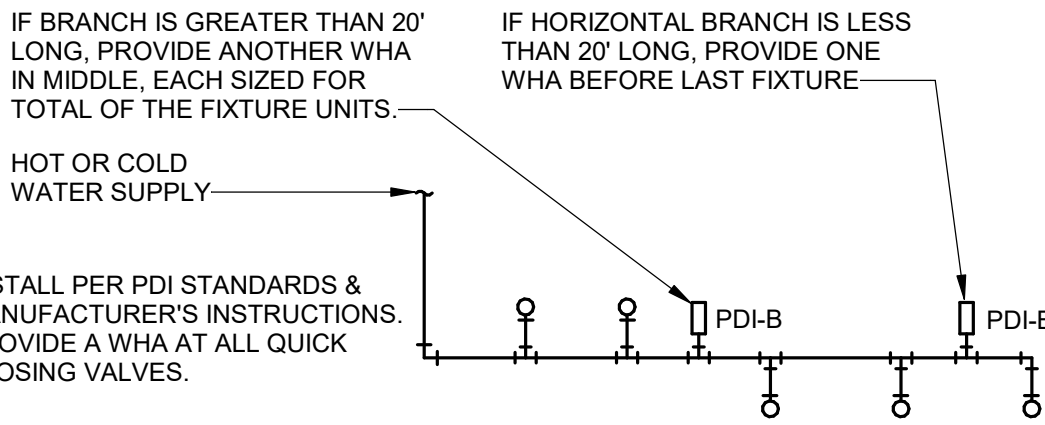 IF BRANCH IS GREATER THAN 20'
LONG, PROVIDE ANOTHER WHA
IN MIDDLE, EACH SIZED FOR
TOTAL OF THE FIXTURE UNITS.
IF HORIZONTAL BRANCH IS LESS
THAN 20' LONG, PROVIDE ONE
WHA BEFORE LAST FIXTURE
HOT OR COLD
WATER SUPPLY
STALL PER PDI STANDARDS &
ANUFACTURER'S INSTRUCTIONS.
OVIDE A WHA AT ALL QUICK
OSING VALVES.
PDI-B
PDI-B